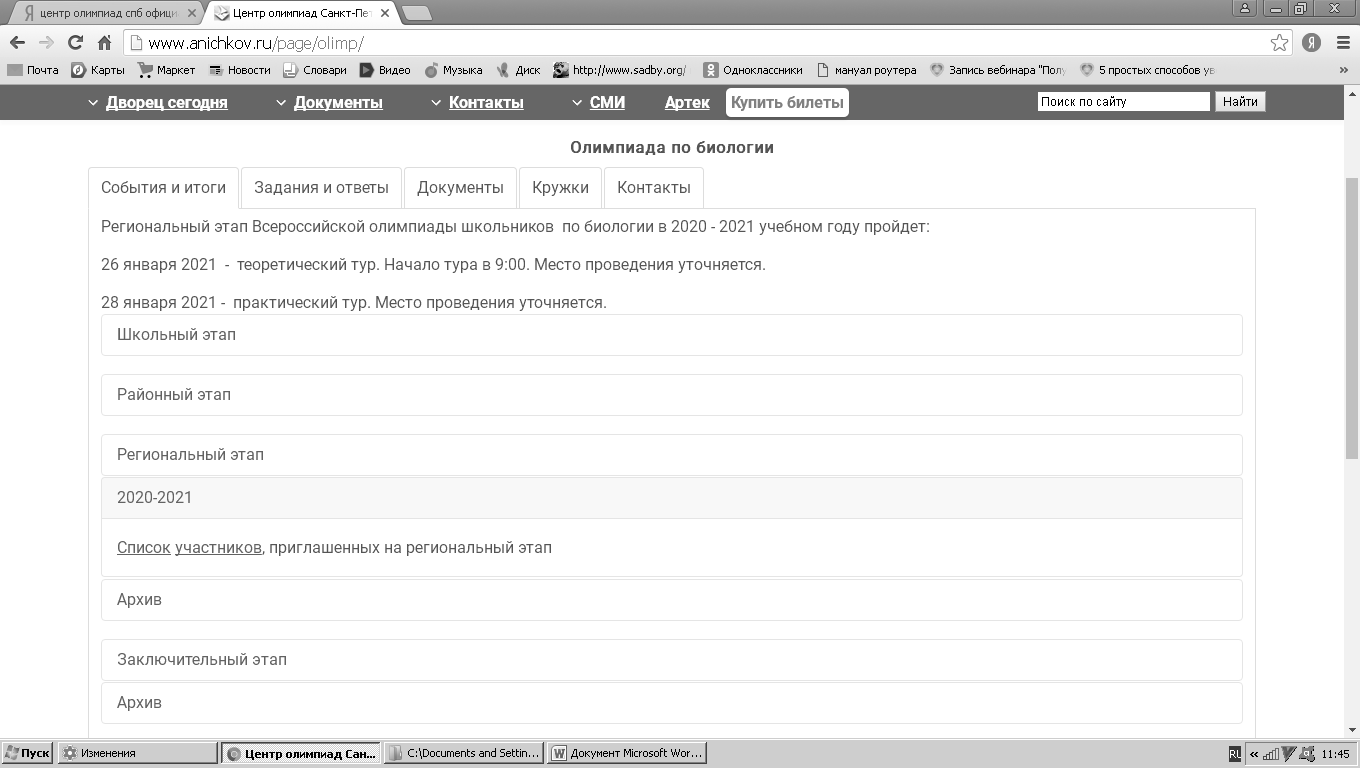 центр олимпиад спб офици
Центр олимпиад Санкт-Пет
www.anichkov.ru/page/olimp/
Почта Карты Маркет Новости Словари Видео Музыка Диск http://www.sadby.org/ Одноклассники мануал роутера Запись вебинара "Полу 5 простых способов ув »
Дворец сегодня Документы Контакты СМИ Артек Купить билеты Поиск по сайту Найти
Олимпиада по биологии
События и итоги Задания и ответы Документы Кружки Контакты
Региональный этап Всероссийской олимпиады школьников по биологии в 2020 - 2021 учебном году пройдет:
26 января 2021 - теоретический тур. Начало тура в 9:00. Место проведения уточняется.
28 января 2021 - практический тур. Место проведения уточняется.
Школьный этап
Районный этап
Региональный этап
2020-2021
Список участников, приглашенных на региональный этап
Архив
Заключительный этап
Архив
Пуск Изменения Центр олимпиад Сан... C:\Documents and Settin... Документ Microsoft Wor... RL « 11:45